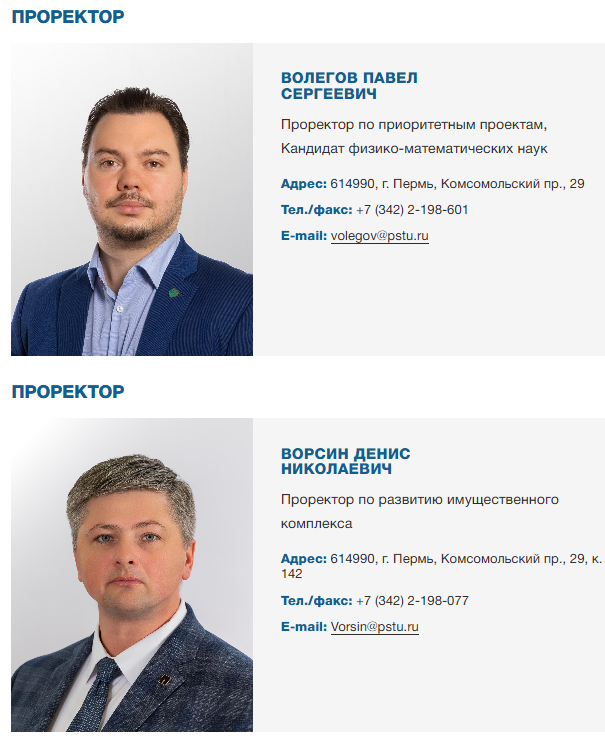 ПРОРЕКТОР
ВОЛЕГОВ ПАВЕЛ
СЕРГЕЕВИЧ
Проректор по приоритетным проектам,
Кандидат физико-математических наук
Адрес: 614990, г. Пермь, Комсомольский пр., 29
Тел./факс: +7 (342) 2-198-601
E-mail: volegov@pstu.ru
ПРОРЕКТОР
ВОРСИН ДЕНИС
НИКОЛАЕВИЧ
Проректор по развитию имущественного
комплекса
Адрес: 614990, г. Пермь, Комсомольский пр., 29, к.
142
Тел./факс: +7 (342) 2-198-077
E-mail: Vorsin@pstu.ru